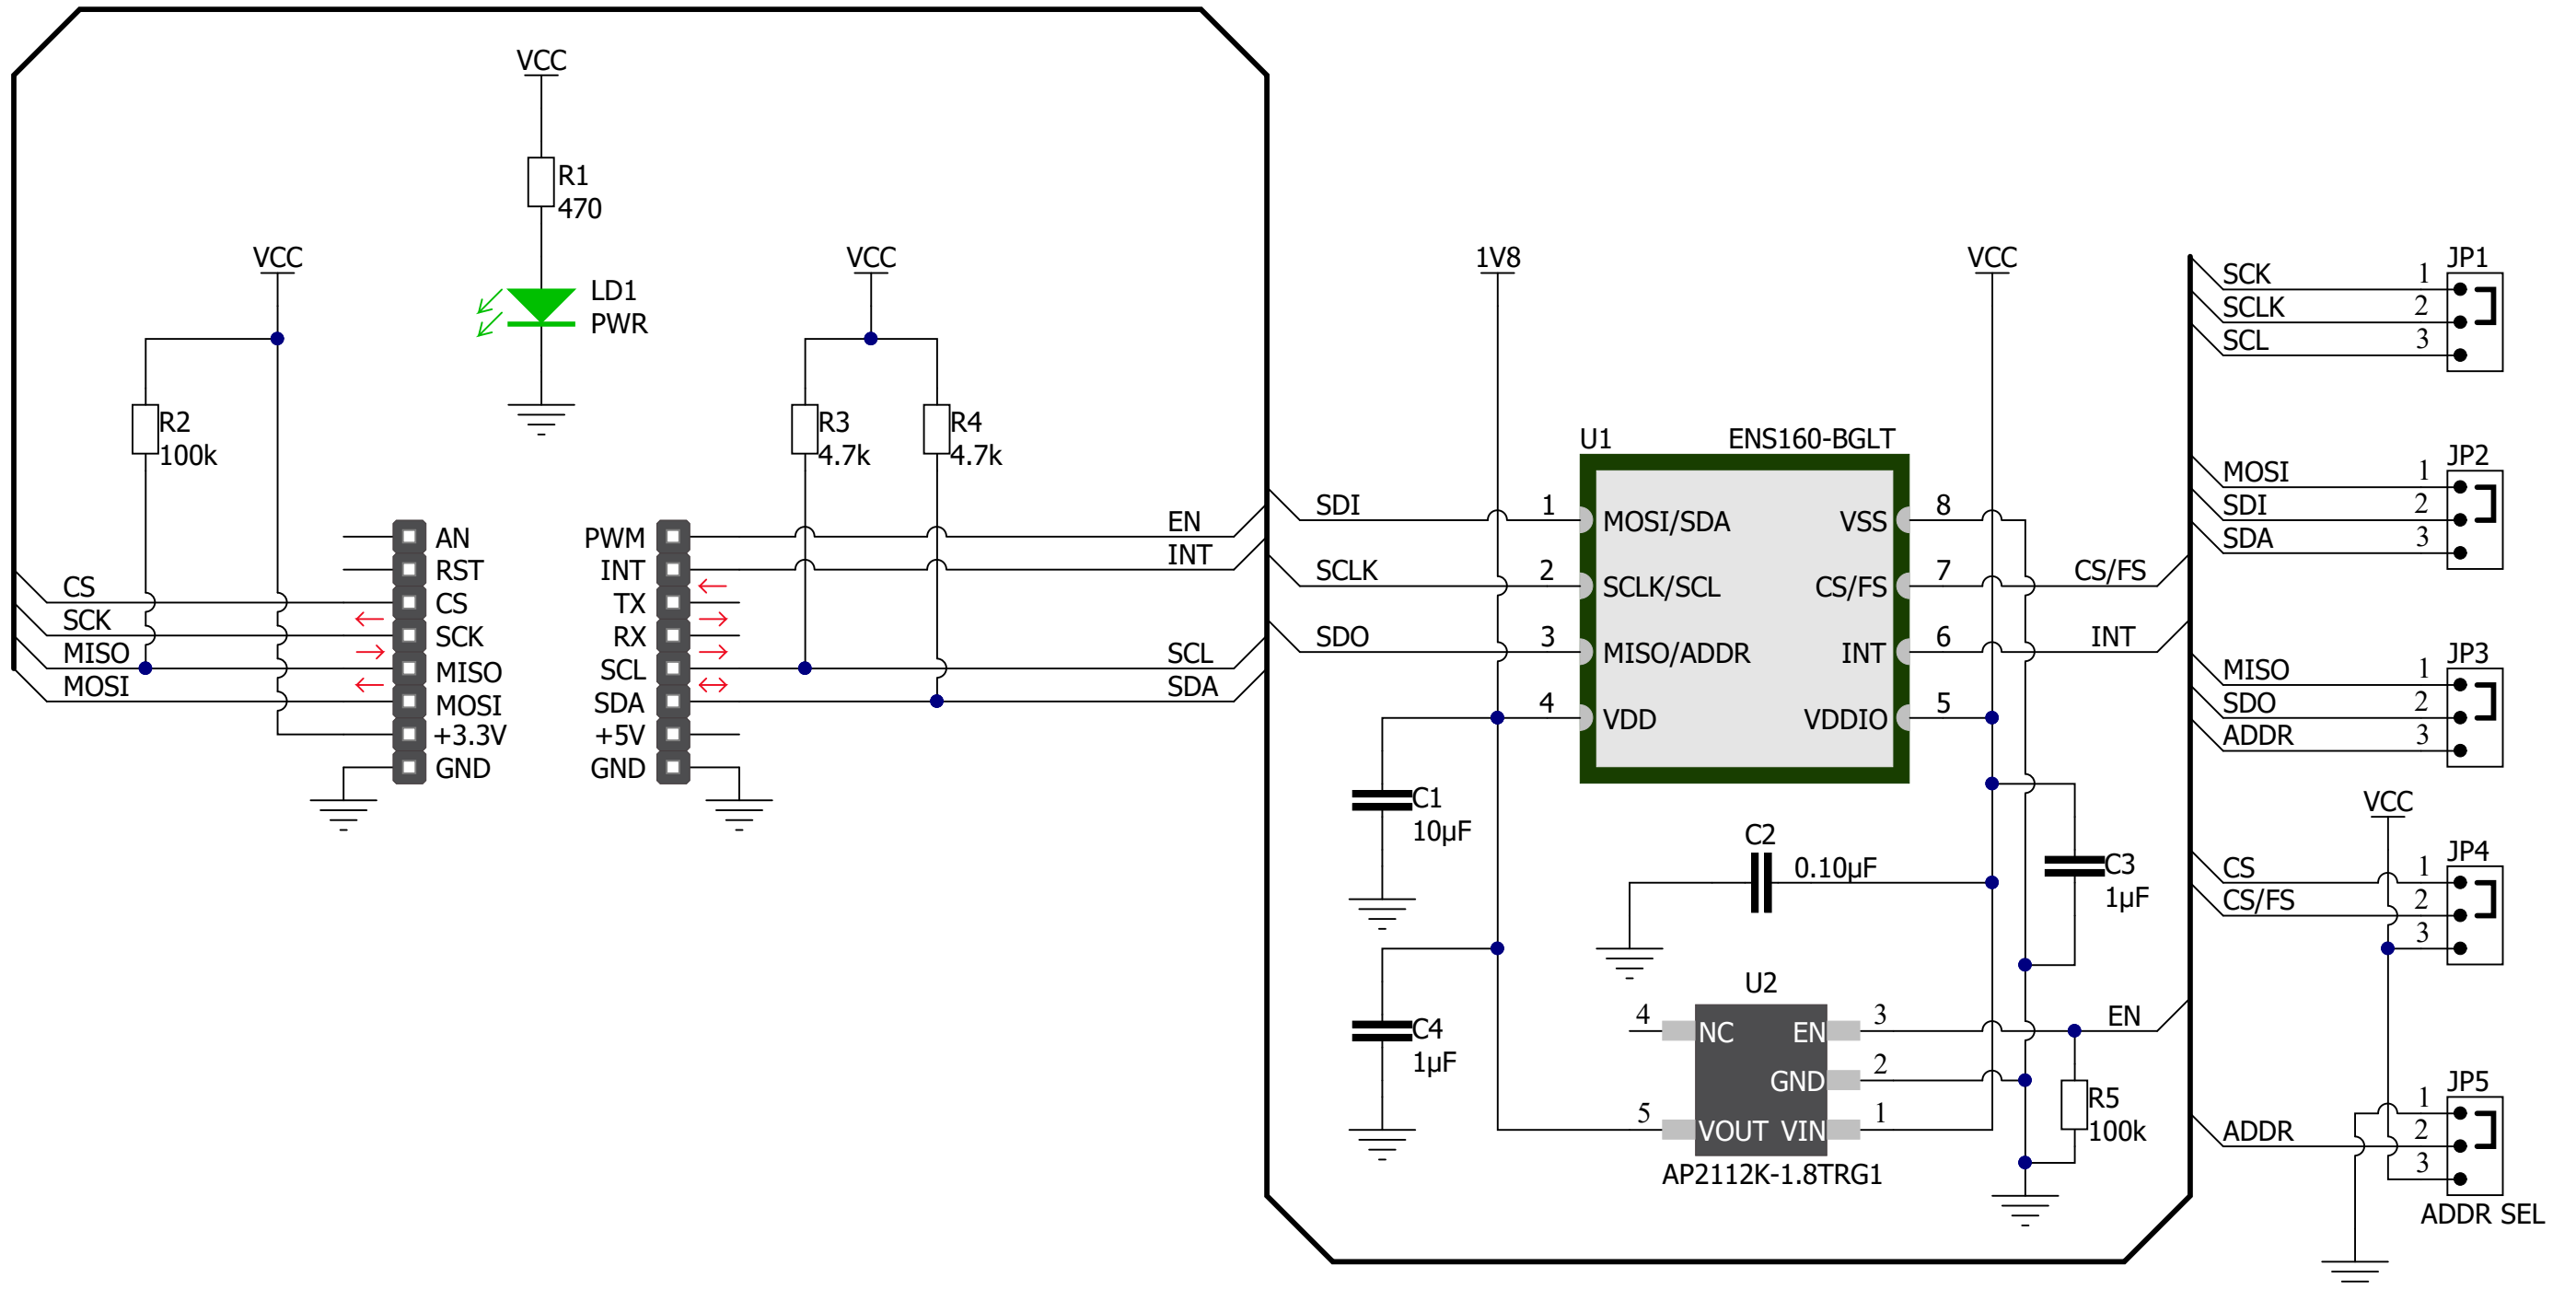 VCC
R1
470
LD1
PWR
VCC
R2
100k
VCC
R3
4.7k
R4
4.7k
CS
SCK
MISO
MOSI
AN
RST
CS
SCK
MISO
MOSI
+3.3V
GND
PWM
INT
TX
RX
SCL
SDA
+5V
GND
EN
INT
SCL
SDA
1V8
VCC
U1
ENS160-BGLT
SDI
1
MOSI/SDA
SCLK
2
SCLK/SCL
SDO
3
MISO/ADDR
4
VDD
VSS
8
CS/FS
7
CS/FS
INT
6
INT
VDDIO
5
C1
10µF
C2
0.10µF
C3
1µF
C4
1µF
U2
4
NC
EN
3
EN
GND
2
5
VOUT
VIN
1
AP2112K-1.8TRG1
R5
100k
JP1
SCK
1
SCLK
2
SCL
3
JP2
MOSI
1
SDI
2
SDA
3
JP3
MISO
1
SDO
2
ADDR
3
VCC
JP4
CS
1
CS/FS
2
3
JP5
1
ADDR
2
3
ADDR SEL